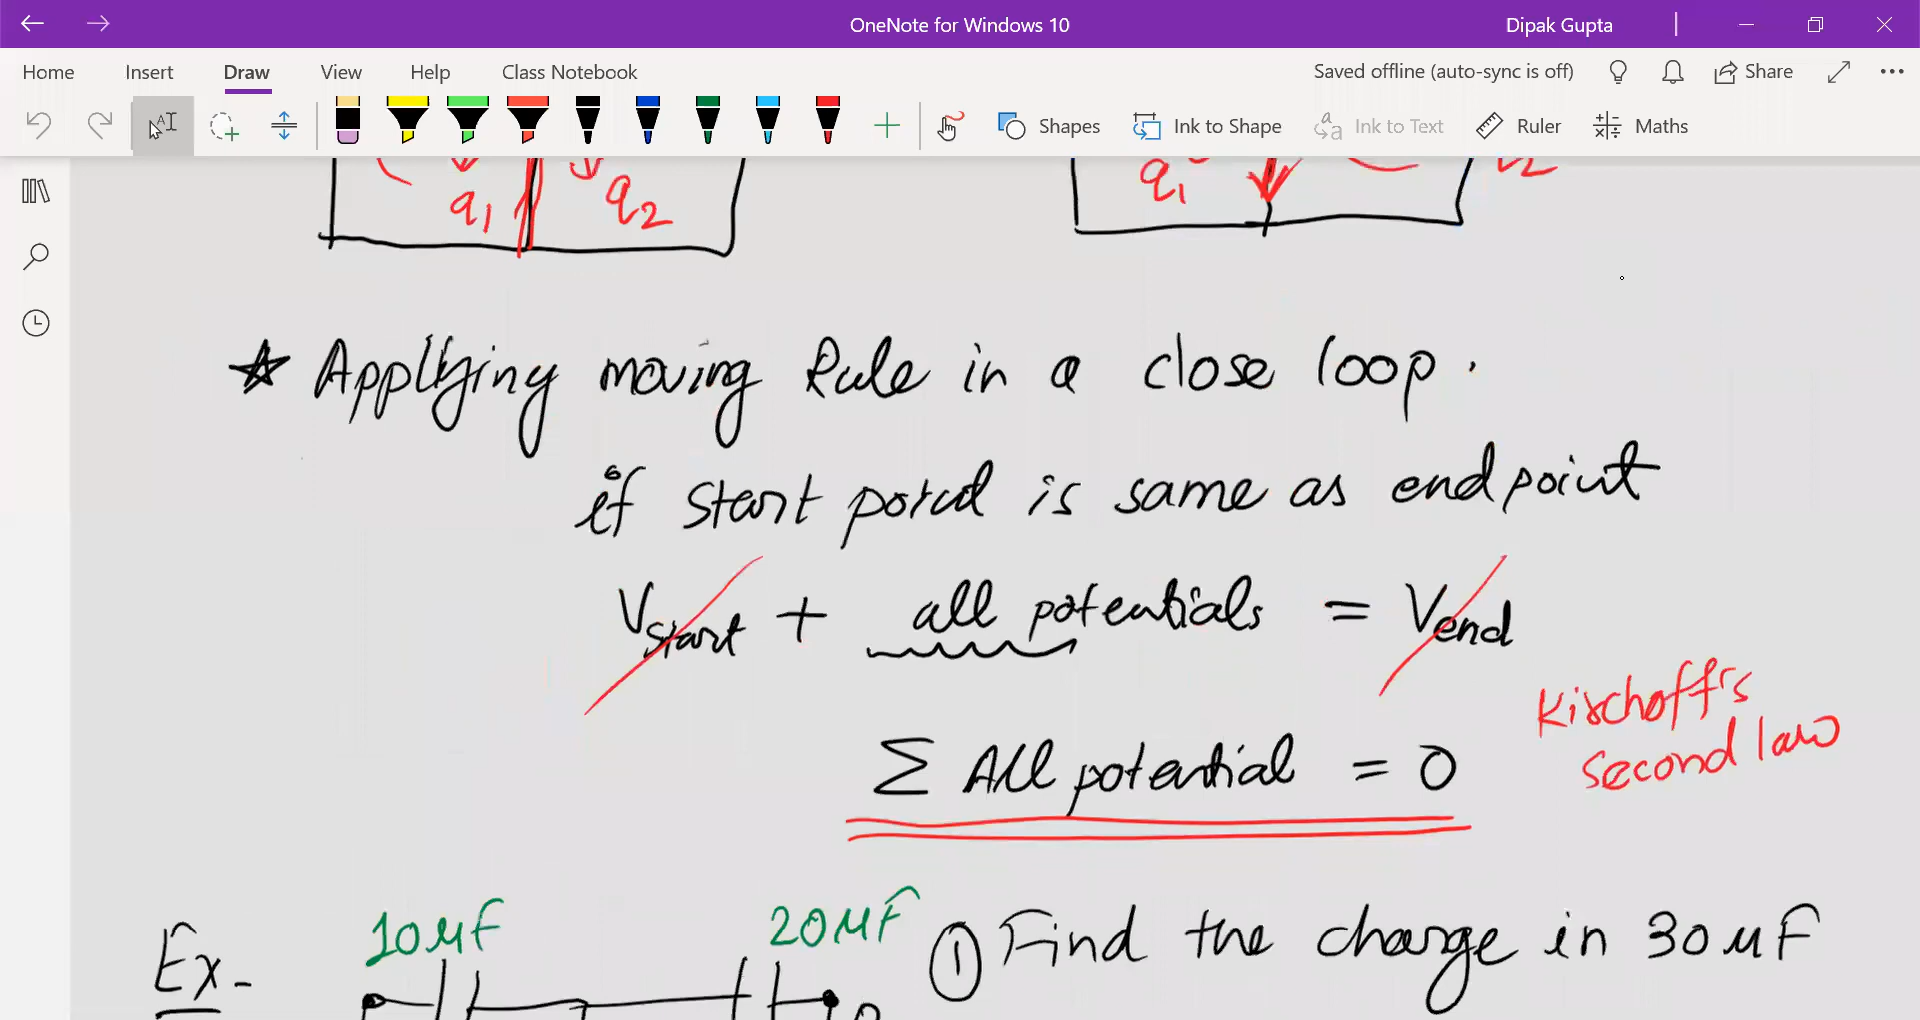 OneNote for Windows 10
Dipak Gupta
Home Insert Draw View Help Class Notebook
Saved offline (auto-sync is off) Share
Shapes Ink to Shape Ink to Text Ruler Maths
q1 q2 q1
Appllying moving Rule in a close loop.
if start is same as end point
Vstart + all potentials = Vend
Kirchoff's
second law
Σ All potential = 0
Ex- 10μF 20μF ① Find the charge in 30μF